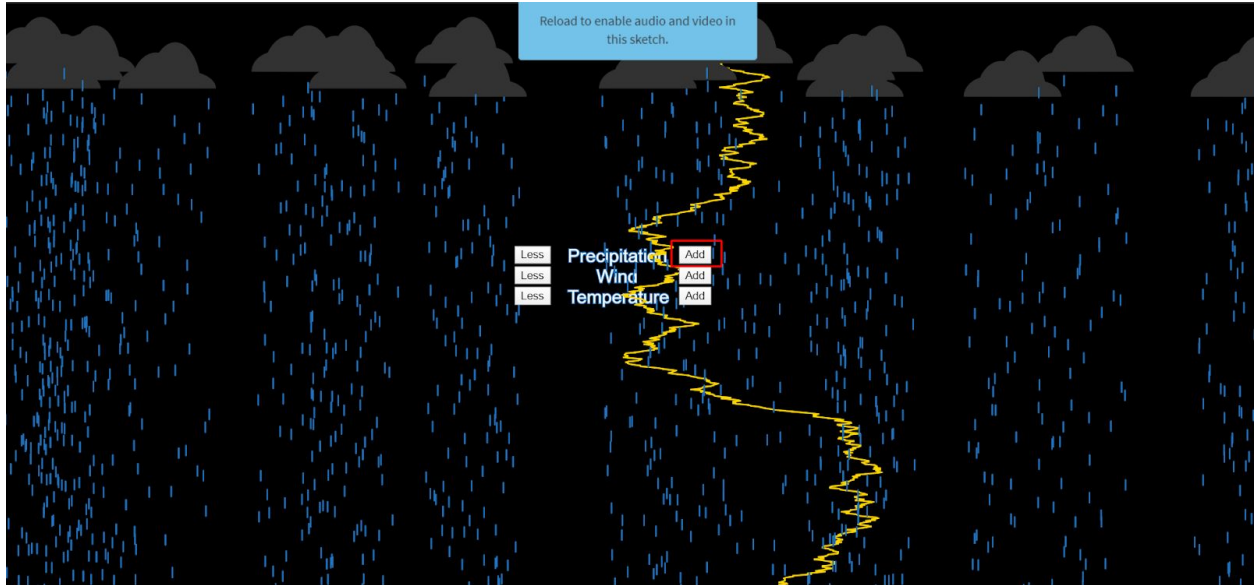 Reload to enable audio and video in
this sketch.
Less Precipitation Add
Less Wind Add
Less Temperature Add